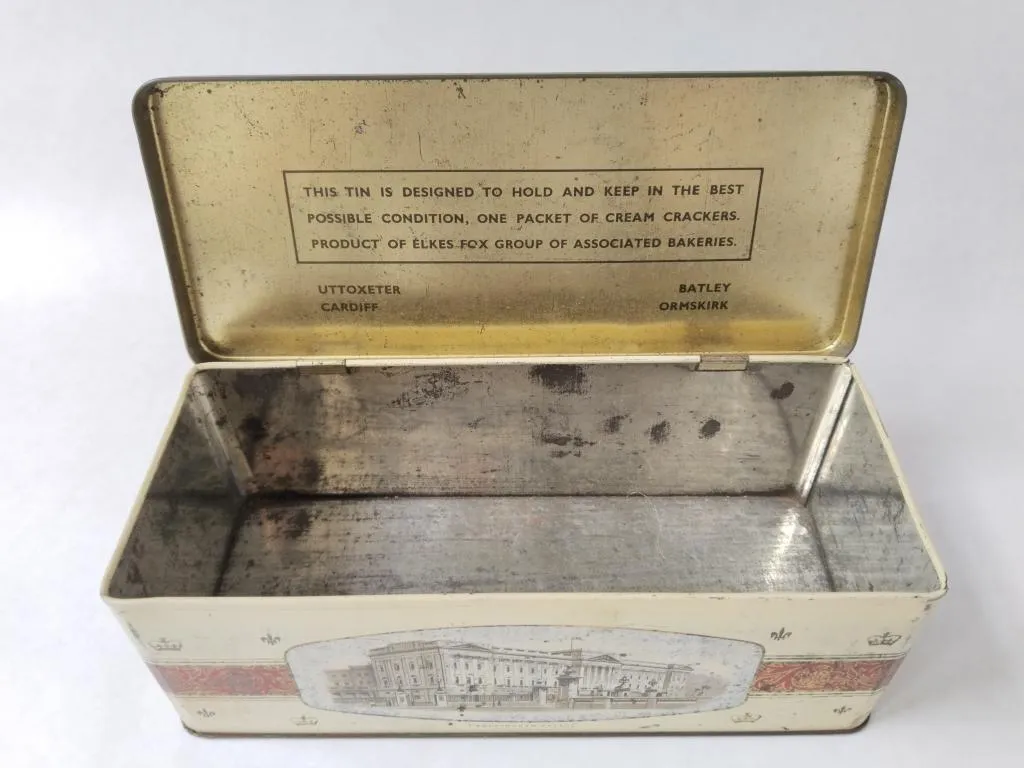 THIS TIN IS DESIGNED TO HOLD AND KEEP IN THE BEST
POSSIBLE CONDITION, ONE PACKET OF CREAM CRACKERS.
PRODUCT OF ELKES FOX GROUP OF ASSOCIATED BAKERIES.
UTTOXETER BATLEY
CARDIFF ORMSKIRK